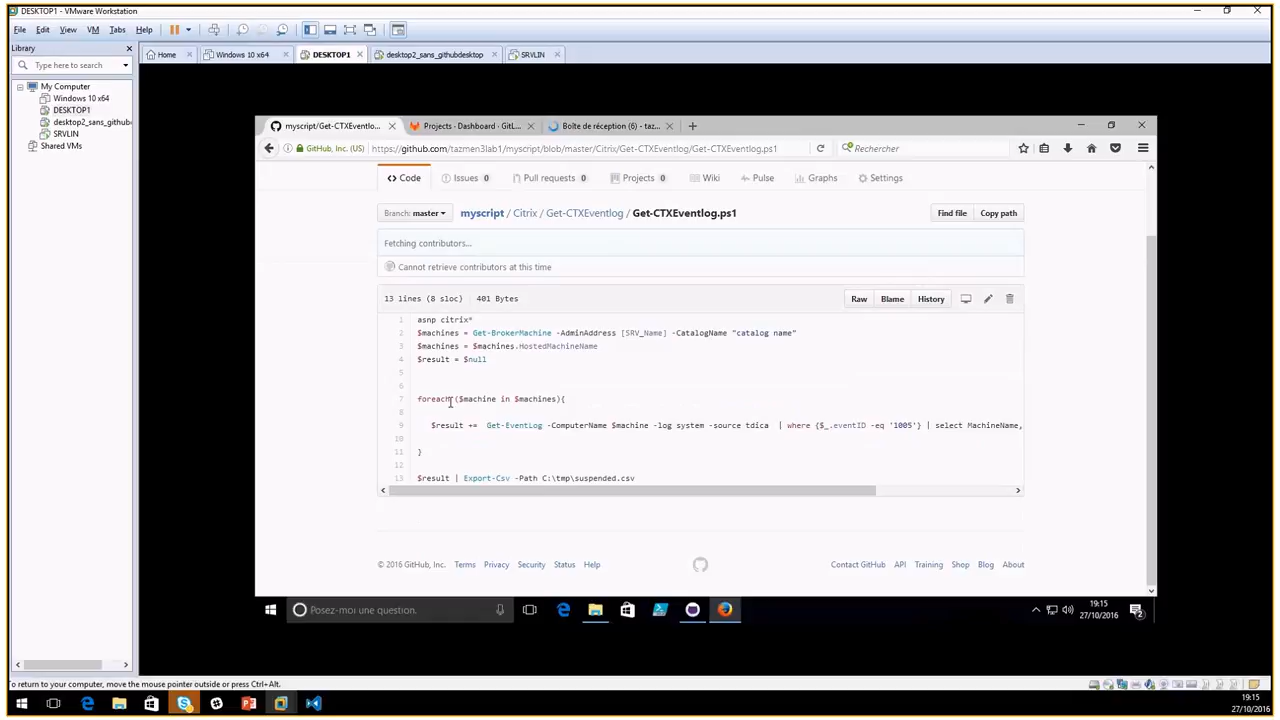 DESKTOP1 - VMware Workstation
File Edit View VM Tabs Help
Library
Type here to search
My Computer
Windows 10 x64
DESKTOP1
desktop2_sans_github
SRVLIN
Shared VMs
Home Windows 10 x64 DESKTOP1 desktop2_sans_githubdesktop SRVLIN
myscript/Get-CTXEventlo... Projects · Dashboard · GitL... Boîte de réception (6) - taz...
GitHub, Inc. (US) https://github.com/tazmen3lab1/myscript/blob/master/Citrix/Get-CTXEventlog/Get-CTXEventlog.ps1 Rechercher
<> Code Issues 0 Pull requests 0 Projects 0 Wiki Pulse Graphs Settings
Branch: master myscript / Citrix / Get-CTXEventlog / Get-CTXEventlog.ps1 Find file Copy path
Fetching contributors...
Cannot retrieve contributors at this time
13 lines (8 sloc) 401 Bytes Raw Blame History
1 asnp citrix*
2 $machines = Get-BrokerMachine -AdminAddress [SRV_Name] -CatalogName "catalog name"
3 $machines = $machines.HostedMachineName
4 $result = $null
5
6
7 foreach ($machine in $machines){
8
9 $result += Get-EventLog -ComputerName $machine -log system -source tdica | where {$_.eventID -eq '1005'} | select MachineName,
10
11 }
12
13 $result | Export-Csv -Path C:\tmp\suspended.csv
© 2016 GitHub, Inc. Terms Privacy Security Status Help Contact GitHub API Training Shop Blog About
Posez-moi une question.
19:15
27/10/2016
2
To return to your computer, move the mouse pointer outside or press Ctrl+Alt.
19:15
27/10/2016